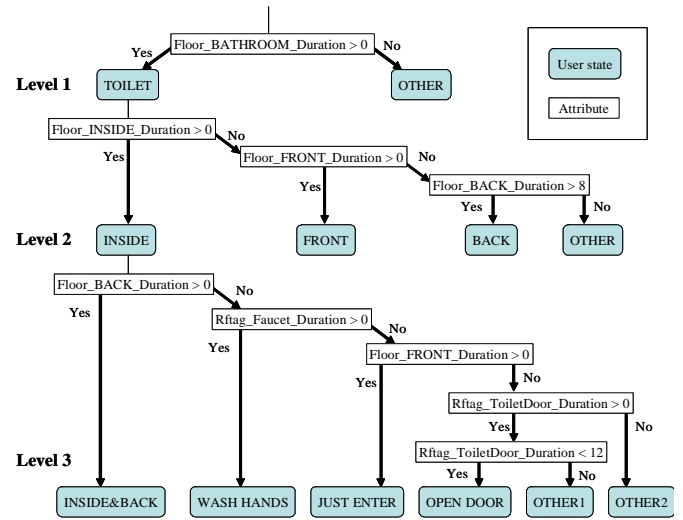 Floor_BATHROOM_Duration > 0
Yes
No
User state
Level 1
TOILET
OTHER
Attribute
Floor_INSIDE_Duration > 0
No
Yes
Floor_FRONT_Duration > 0
No
Yes
Floor_BACK_Duration > 8
Yes
No
Level 2
INSIDE
FRONT
BACK
OTHER
Floor_BACK_Duration > 0
No
Yes
Rftag_Faucet_Duration > 0
No
Yes
Floor_FRONT_Duration > 0
Yes
No
Rftag_ToiletDoor_Duration > 0
Yes
No
Rftag_ToiletDoor_Duration < 12
Level 3
Yes
No
INSIDE&BACK
WASH HANDS
JUST ENTER
OPEN DOOR
OTHER1
OTHER2